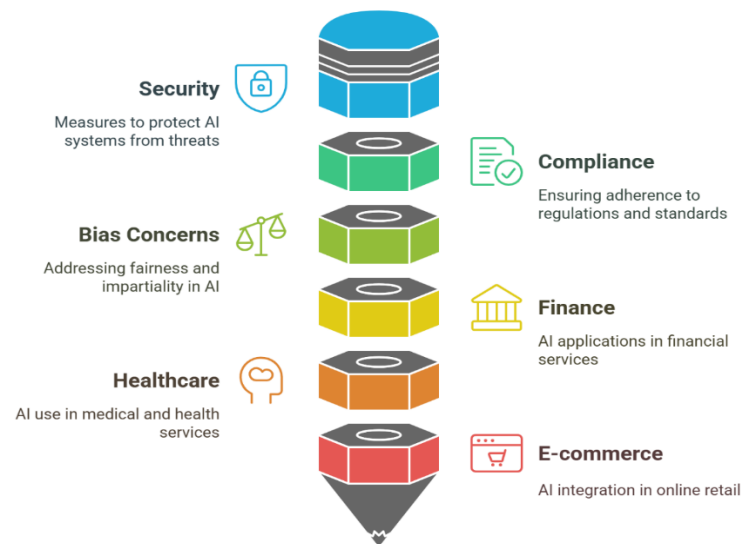 Security
Measures to protect AI
systems from threats
Compliance
Ensuring adherence to
regulations and standards
Bias Concerns
Addressing fairness and
impartiality in AI
Finance
AI applications in financial
services
Healthcare
AI use in medical and health
services
E-commerce
AI integration in online retail